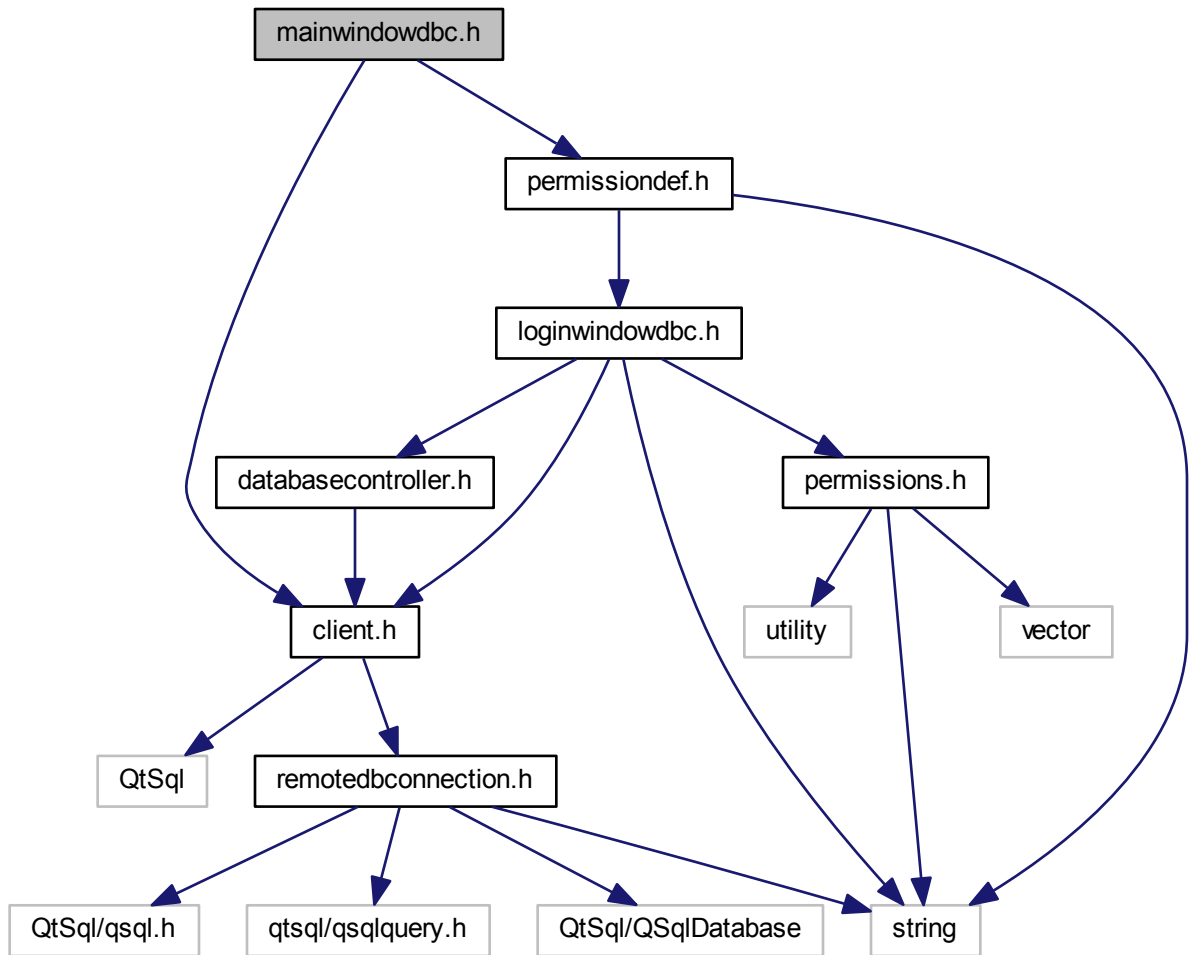 mainwindowdbc.h
permissiondef.h
loginwindowdbc.h
databasecontroller.h
permissions.h
client.h
utility
vector
QtSql
remotedbconnection.h
QtSql/qsql.h
qtsql/qsqlquery.h
QtSql/QSqlDatabase
string